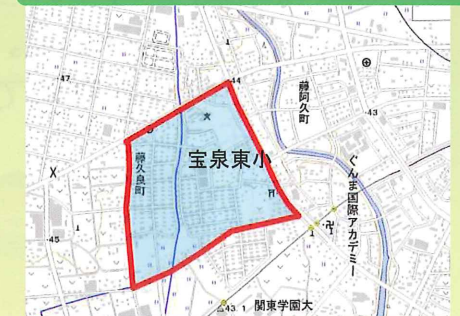 ・44
・47
藤阿久町
・43
宝泉東小
藤久良町
ぐんま国際アカデミー
・45
43.1
関東学園大